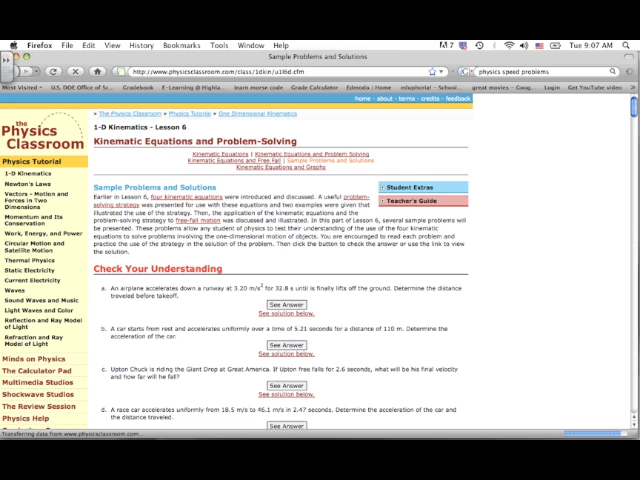 Firefox File Edit View History Bookmarks Tools Window Help Tue 9:07 AM
Sample Problems and Solutions
http://www.physicsclassroom.com/class/1dkin/u1l6d.cfm physics speed problems
Most Visited U.S. DOE Office of Sc... Gradebook E-Learning @ Highla... learn morse code Grade Calculator Edmodo | Home eduphoria! - School... great movies - Goog... Blackboard Login Get YouTube video
home - about - terms - credits - feedback
the Physics Classroom
» The Physics Classroom » Physics Tutorial » One Dimensional Kinematics
1-D Kinematics - Lesson 6
Kinematic Equations and Problem-Solving
Kinematic Equations | Kinematic Equations and Problem Solving
Kinematic Equations and Free Fall | Sample Problems and Solutions
Kinematic Equations and Graphs
Physics Tutorial
1-D Kinematics
Newton's Laws
Vectors - Motion and
Forces in Two
Dimensions
Momentum and Its
Conservation
Work, Energy, and Power
Circular Motion and
Satellite Motion
Thermal Physics
Static Electricity
Current Electricity
Waves
Sound Waves and Music
Light Waves and Color
Reflection and Ray Model
of Light
Refraction and Ray
Model of Light
Minds on Physics
The Calculator Pad
Multimedia Studios
Shockwave Studios
The Review Session
Physics Help
Student Extras
Teacher's Guide
Sample Problems and Solutions
Earlier in Lesson 6, four kinematic equations were introduced and discussed. A useful problem-
solving strategy was presented for use with these equations and two examples were given that
illustrated the use of the strategy. Then, the application of the kinematic equations and the
problem-solving strategy to free-fall motion was discussed and illustrated. In this part of Lesson 6, several sample problems will
be presented. These problems allow any student of physics to test their understanding of the use of the four kinematic
equations to solve problems involving the one-dimensional motion of objects. You are encouraged to read each problem and
practice the use of the strategy in the solution of the problem. Then click the button to check the answer or use the link to view
the solution.
Check Your Understanding
a. An airplane accelerates down a runway at 3.20 m/s2 for 32.8 s until is finally lifts off the ground. Determine the distance
traveled before takeoff.
See Answer
See solution below.
b. A car starts from rest and accelerates uniformly over a time of 5.21 seconds for a distance of 110 m. Determine the
acceleration of the car.
See Answer
See solution below.
c. Upton Chuck is riding the Giant Drop at Great America. If Upton free falls for 2.6 seconds, what will be his final velocity
and how far will he fall?
See Answer
See solution below.
d. A race car accelerates uniformly from 18.5 m/s to 46.1 m/s in 2.47 seconds. Determine the acceleration of the car and
the distance traveled.
See Answer
Transferring data from www.physicsclassroom.com...